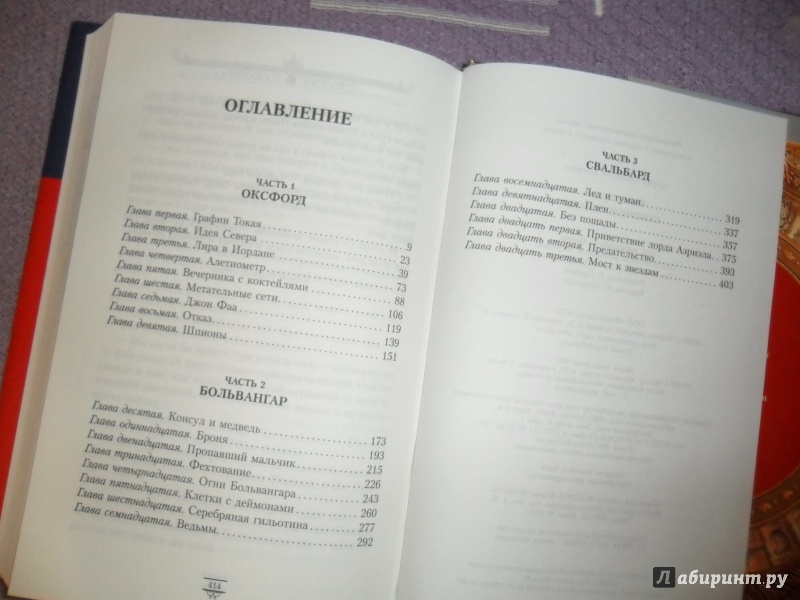 ОГЛАВЛЕНИЕ
ЧАСТЬ 1
ОКСФОРД
Глава первая. Графин Токая 9
Глава вторая. Идея Севера 23
Глава третья. Лира в Иордане 39
Глава четвертая. Алетиометр 73
Глава пятая. Вечеринка с коктейлями 88
Глава шестая. Метательные сети. 106
Глава седьмая. Джон Фаа 119
Глава восьмая. Отказ. 139
Глава девятая. Шпионы 151
ЧАСТЬ 2
БОЛЬВАНГАР
Глава десятая. Консул и медведь 173
Глава одиннадцатая. Броня 193
Глава двенадцатая. Пропавший мальчик 215
Глава тринадцатая. Фехтование 226
Глава четырнадцатая. Огни Больвангара 243
Глава пятнадцатая. Клетки с деймонами 260
Глава шестнадцатая. Серебряная гильотина 277
Глава семнадцатая. Ведьмы 292
414
ЧАСТЬ 3
СВАЛЬБАРД
Глава восемнадцатая. Лед и туман 319
Глава девятнадцатая. Плен 337
Глава двадцатая. Без пощады 357
Глава двадцать первая. Приветствие лорда Азриэла 375
Глава двадцать вторая. Предательство 393
Глава двадцать третья. Мост к звездам 403
Лабиринт.ру